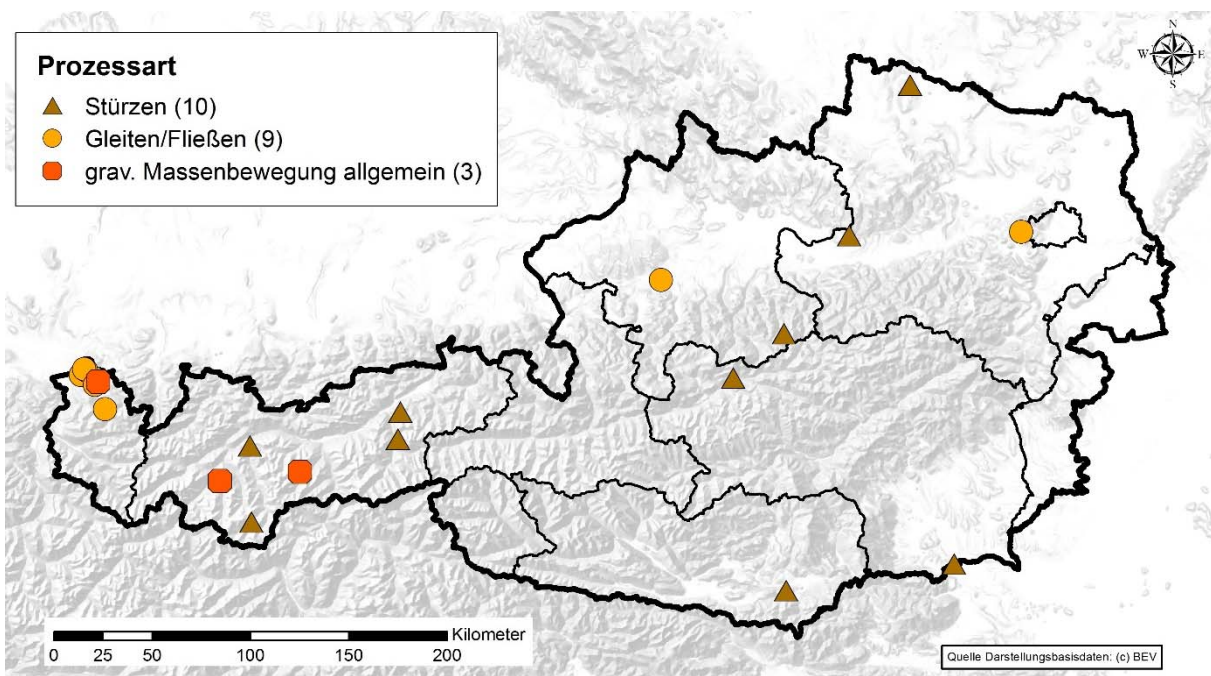 Prozessart
Stürzen (10)
Gleiten/Fließen (9)
grav. Massenbewegung allgemein (3)
N
W E
S
Kilometer
0 25 50 100 150 200
Quelle Darstellungsbasisdaten: (c) BEV